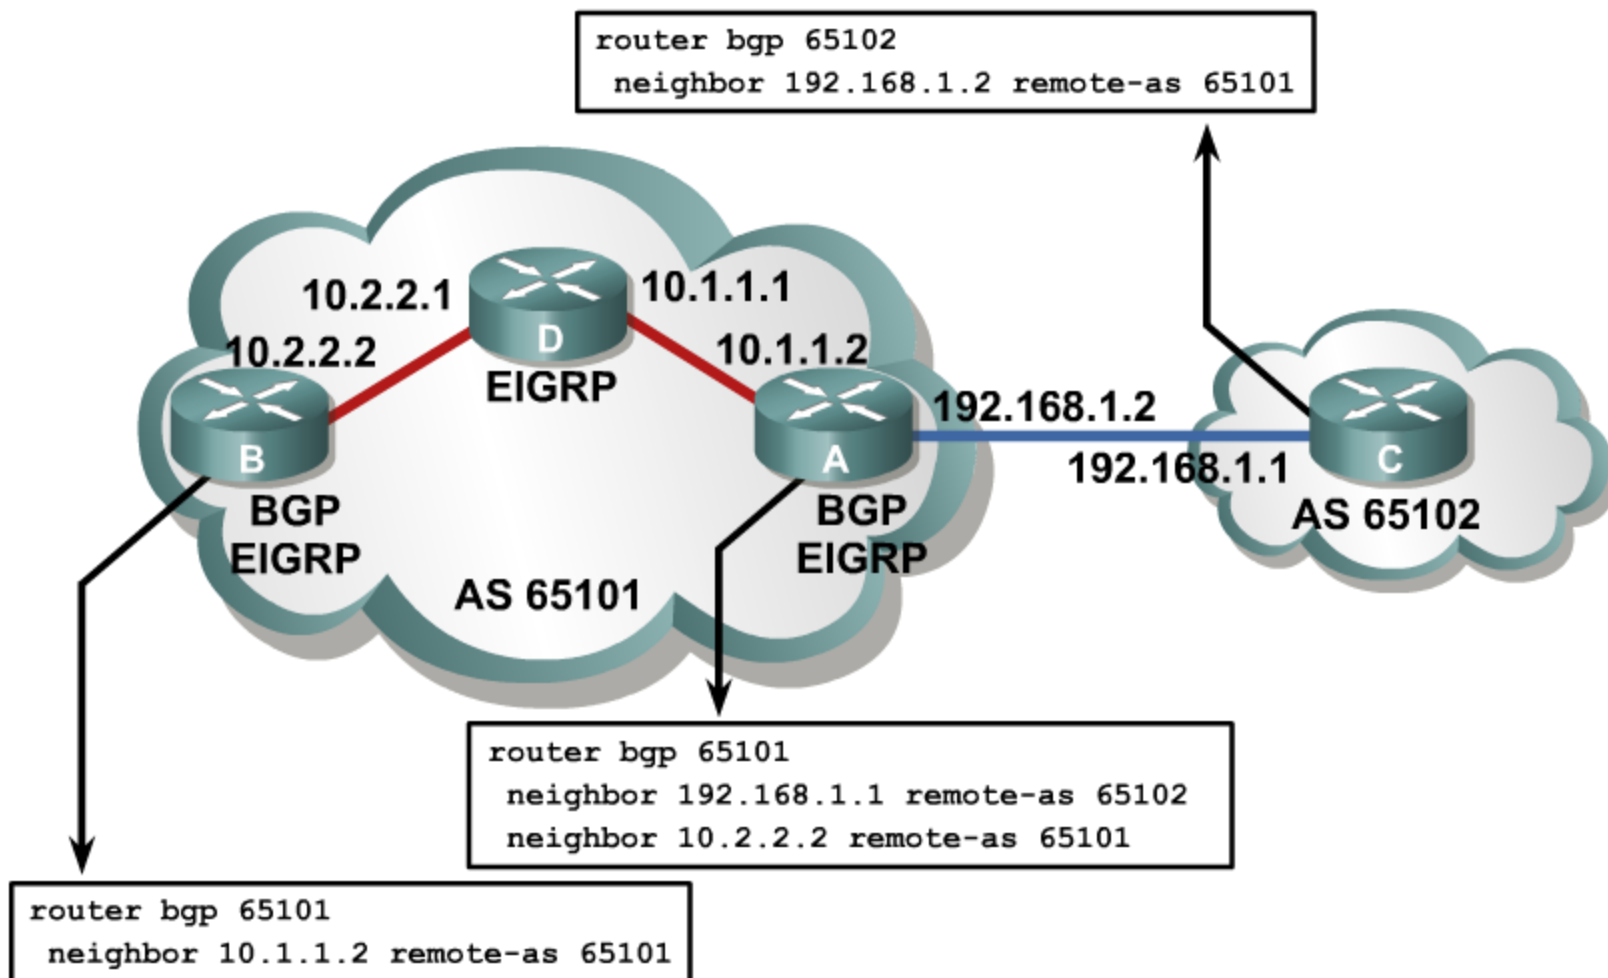 router bgp 65102
neighbor 192.168.1.2 remote-as 65101
10.2.2.1
10.1.1.1
10.2.2.2
D
10.1.1.2
EIGRP
192.168.1.2
B
A
192.168.1.1
C
BGP
EIGRP
BGP
EIGRP
AS 65102
AS 65101
router bgp 65101
neighbor 192.168.1.1 remote-as 65102
neighbor 10.2.2.2 remote-as 65101
router bgp 65101
neighbor 10.1.1.2 remote-as 65101